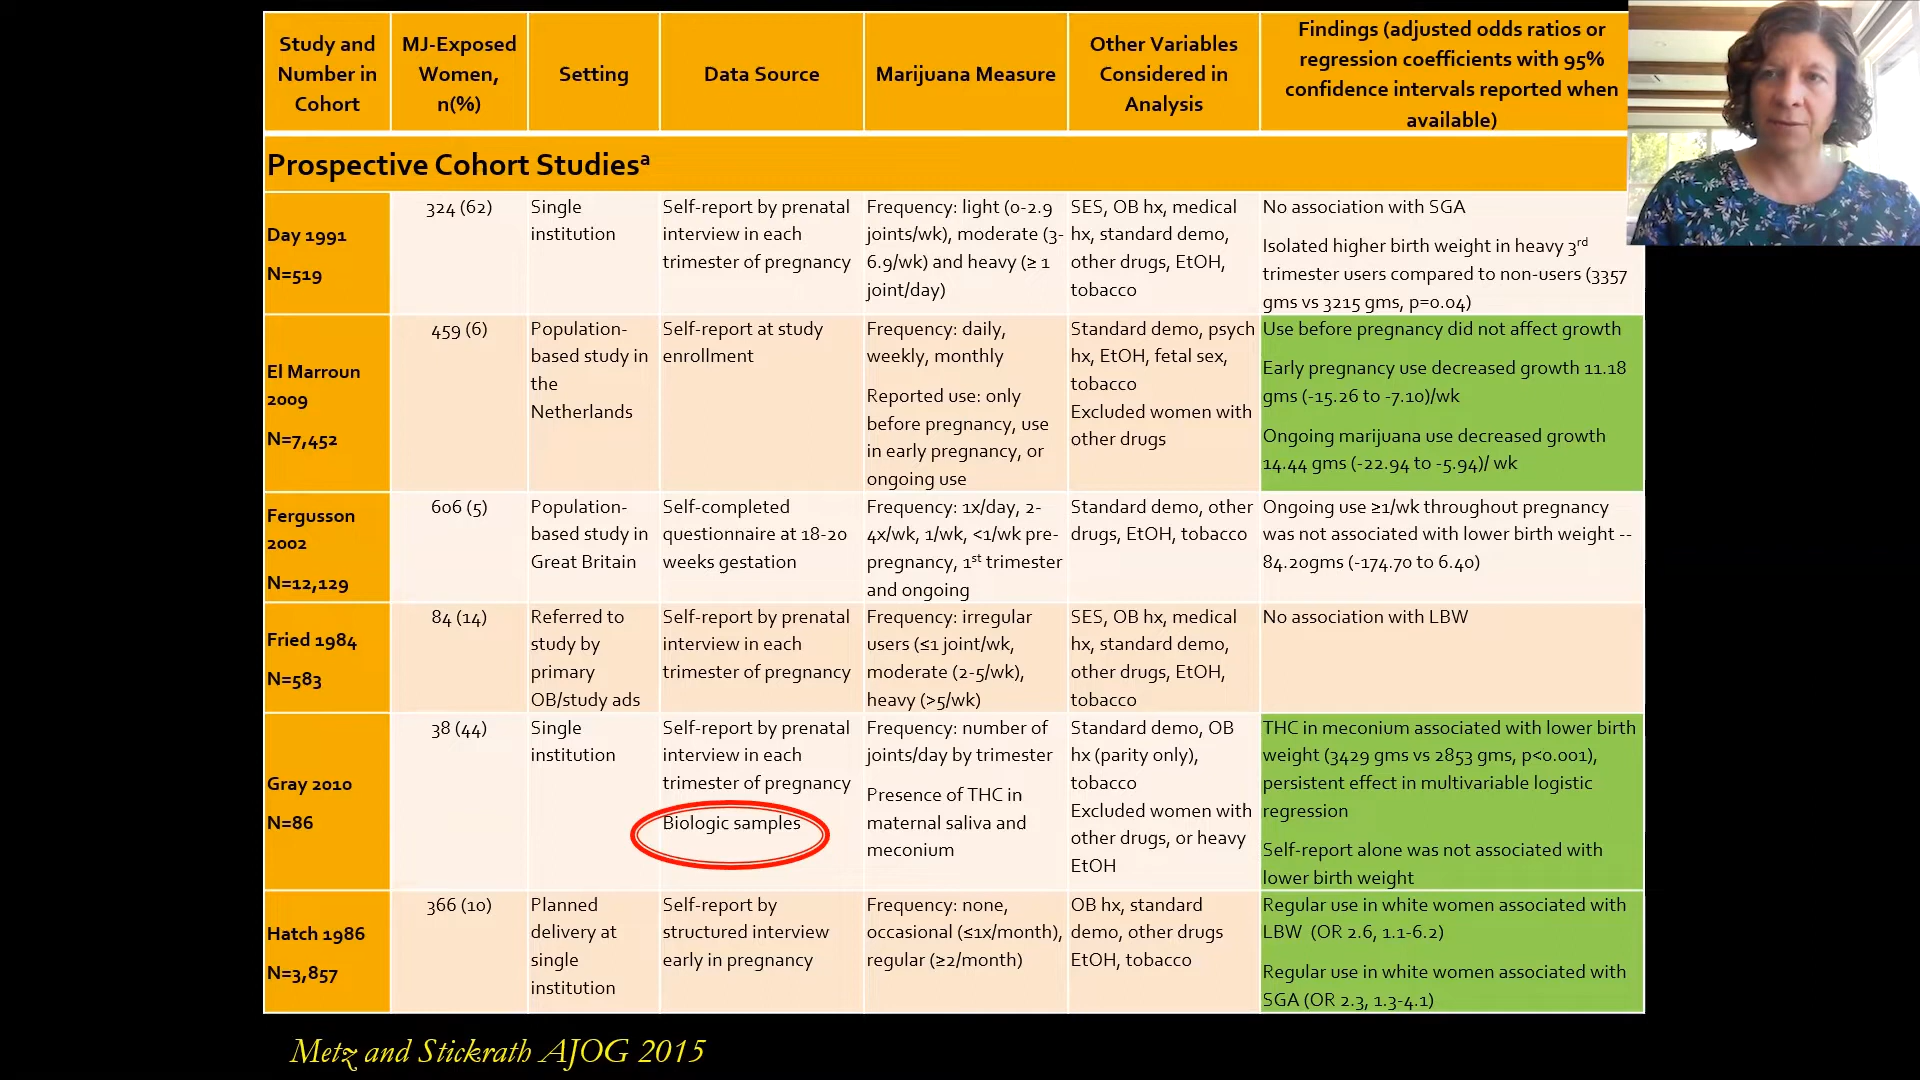 Study and
Number in
Cohort
MJ-Exposed
Women,
n(%)
Setting
Data Source
Marijuana Measure
Other Variables
Considered in
Analysis
Findings (adjusted odds ratios or
regression coefficients with 95%
confidence intervals reported when
available)
Prospective Cohort Studiesª
Day 1991
N=519
324 (62)
Single
institution
Self-report by prenatal
interview in each
trimester of pregnancy
Frequency: light (0-2.9
joints/wk), moderate (3-
6.9/wk) and heavy (≥ 1
joint/day)
SES, OB hx, medical
hx, standard demo,
other drugs, EtOH,
tobacco
No association with SGA
Isolated higher birth weight in heavy 3rd
trimester users compared to non-users (3357
gms vs 3215 gms, p=0.04)
El Marroun
2009
N=7,452
459 (6)
Population-
based study in
the
Netherlands
Self-report at study
enrollment
Frequency: daily,
weekly, monthly
Reported use: only
before pregnancy, use
in early pregnancy, or
ongoing use
Standard demo, psych
hx, EtOH, fetal sex,
tobacco
Excluded women with
other drugs
Use before pregnancy did not affect growth
Early pregnancy use decreased growth 11.18
gms (-15.26 to -7.10)/wk
Ongoing marijuana use decreased growth
14.44 gms (-22.94 to -5.94)/ wk
Fergusson
2002
N=12,129
606 (5)
Population-
based study in
Great Britain
Self-completed
questionnaire at 18-20
weeks gestation
Frequency: 1x/day, 2-
4x/wk, 1/wk, <1/wk pre-
pregnancy, 1st trimester
and ongoing
Standard demo, other
drugs, EtOH, tobacco
Ongoing use ≥1/wk throughout pregnancy
was not associated with lower birth weight --
84.20gms (-174.70 to 6.40)
Fried 1984
N=583
84 (14)
Referred to
study by
primary
OB/study ads
Self-report by prenatal
interview in each
trimester of pregnancy
Frequency: irregular
users (≤1 joint/wk,
moderate (2-5/wk),
heavy (>5/wk)
SES, OB hx, medical
hx, standard demo,
other drugs, EtOH,
tobacco
No association with LBW
Gray 2010
N=86
38 (44)
Single
institution
Self-report by prenatal
interview in each
trimester of pregnancy
Biologic samples
Frequency: number of
joints/day by trimester
Presence of THC in
maternal saliva and
meconium
Standard demo, OB
hx (parity only),
tobacco
Excluded women with
other drugs, or heavy
EtOH
THC in meconium associated with lower birth
weight (3429 gms vs 2853 gms, p<0.001),
persistent effect in multivariable logistic
regression
Self-report alone was not associated with
lower birth weight
Hatch 1986
N=3,857
366 (10)
Planned
delivery at
single
institution
Self-report by
structured interview
early in pregnancy
Frequency: none,
occasional (≤1x/month),
regular (≥2/month)
OB hx, standard
demo, other drugs
EtOH, tobacco
Regular use in white women associated with
LBW  (OR 2.6, 1.1-6.2)
Regular use in white women associated with
SGA (OR 2.3, 1.3-4.1)
Metz and Stickrath AJOG 2015